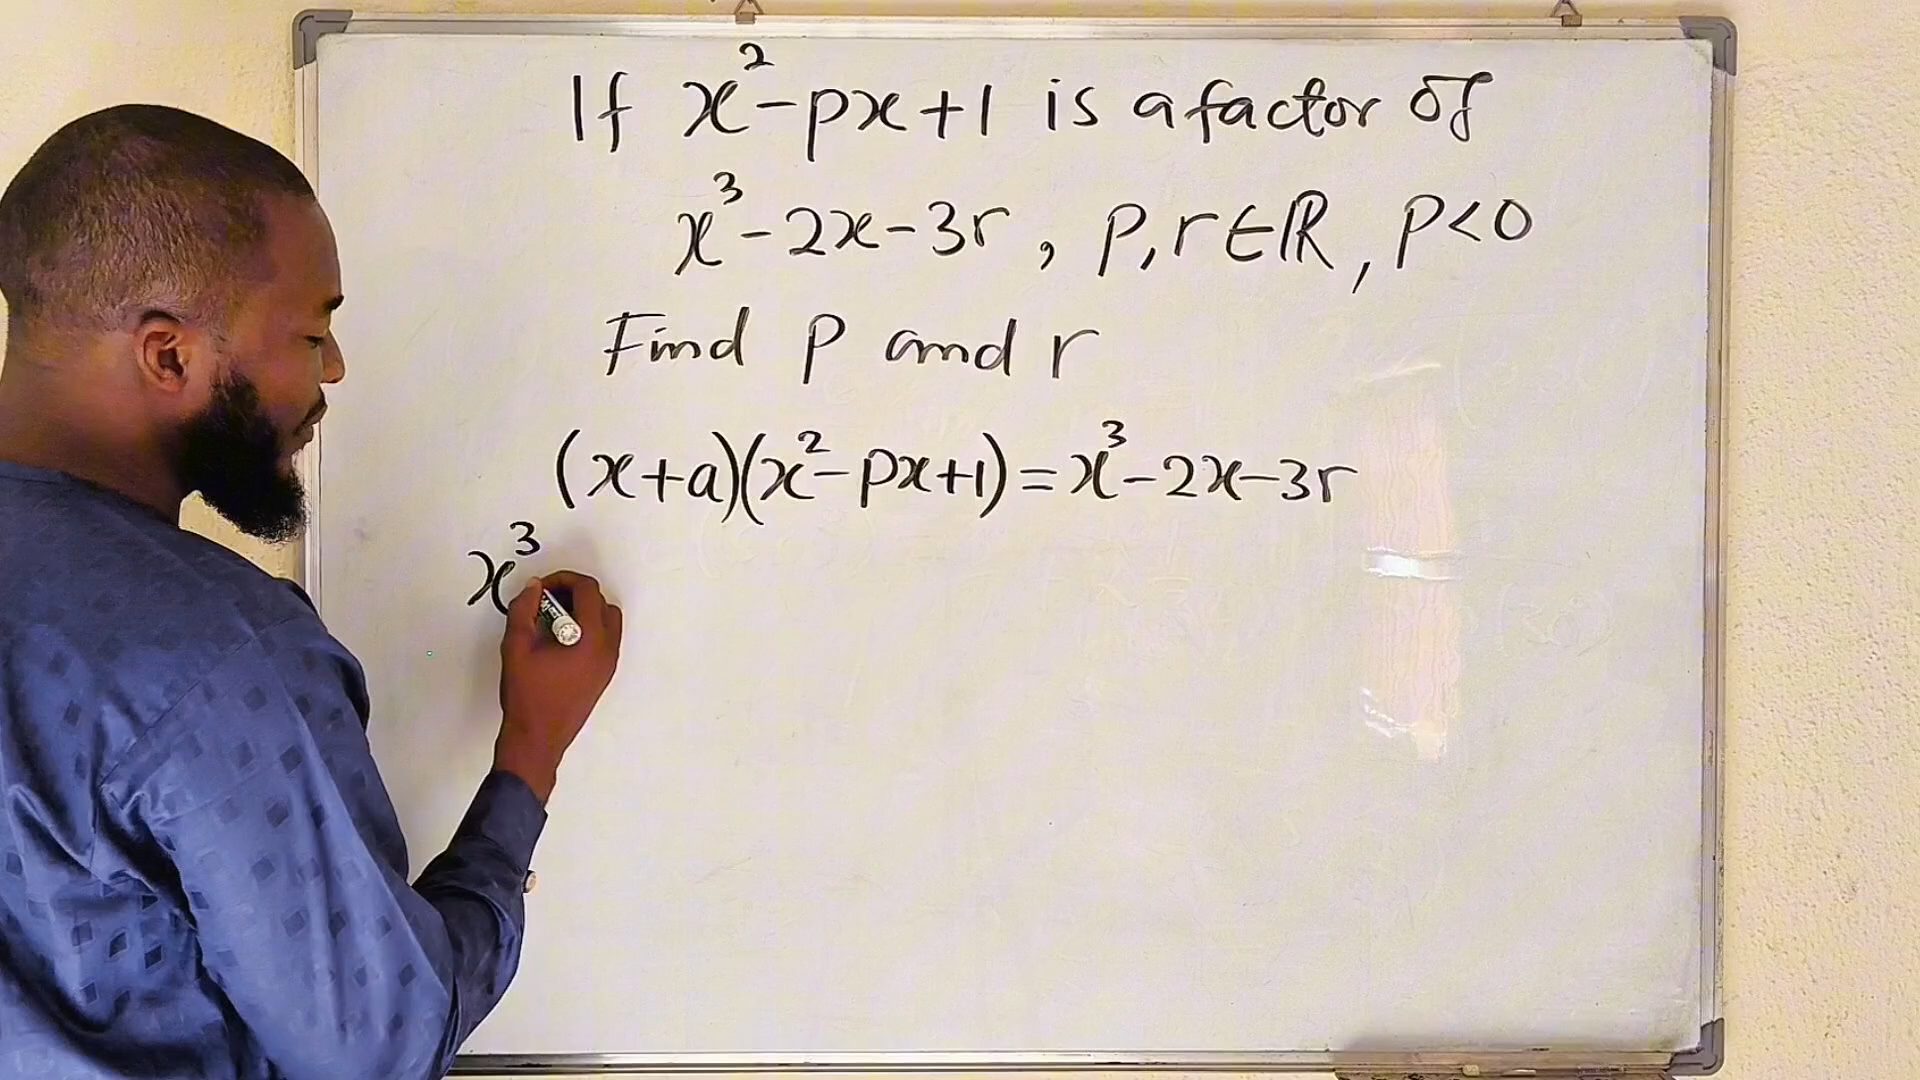 If x²-px+1 is a factor of
x³-2x-3r, p,r∈ℝ, p<0
Find p and r
(x+a)(x²-px+1)=x³-2x-3r
x³